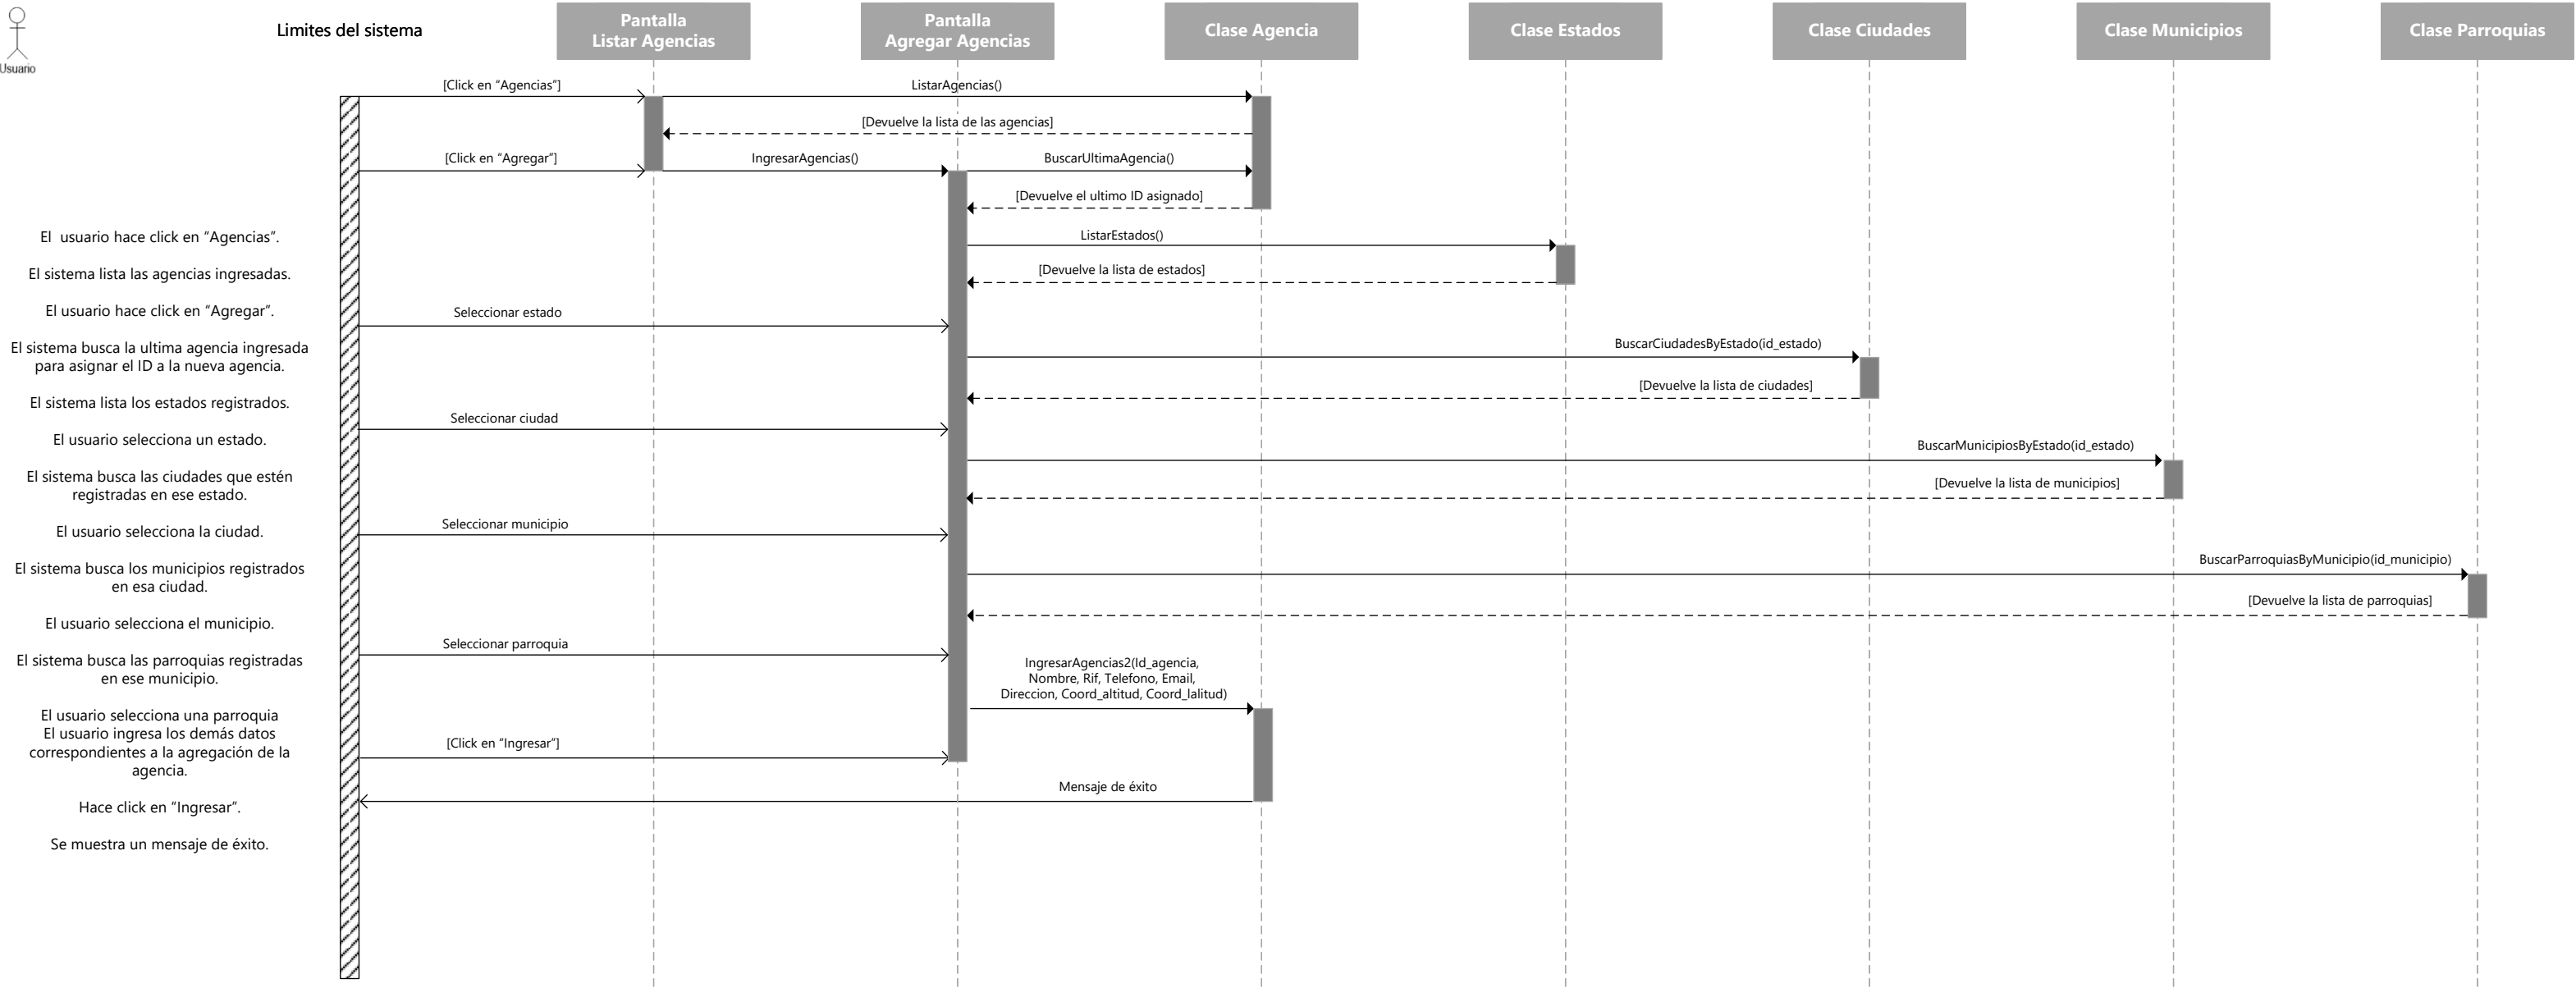 Usuario
Limites del sistema
Pantalla
Listar Agencias
Pantalla
Agregar Agencias
Clase Agencia
Clase Estados
Clase Ciudades
Clase Municipios
Clase Parroquias
[Click en “Agencias”]
ListarAgencias()
[Devuelve la lista de las agencias]
[Click en “Agregar”]
IngresarAgencias()
BuscarUltimaAgencia()
[Devuelve el ultimo ID asignado]
ListarEstados()
[Devuelve la lista de estados]
Seleccionar estado
BuscarCiudadesByEstado(id_estado)
[Devuelve la lista de ciudades]
Seleccionar ciudad
BuscarMunicipiosByEstado(id_estado)
[Devuelve la lista de municipios]
Seleccionar municipio
BuscarParroquiasByMunicipio(id_municipio)
[Devuelve la lista de parroquias]
Seleccionar parroquia
IngresarAgencias2(Id_agencia,
Nombre, Rif, Telefono, Email,
Direccion, Coord_altitud, Coord_lalitud)
[Click en “Ingresar”]
Mensaje de éxito
El usuario hace click en “Agencias”.
El sistema lista las agencias ingresadas.
El usuario hace click en “Agregar”.
El sistema busca la ultima agencia ingresada
para asignar el ID a la nueva agencia.
El sistema lista los estados registrados.
El usuario selecciona un estado.
El sistema busca las ciudades que estén
registradas en ese estado.
El usuario selecciona la ciudad.
El sistema busca los municipios registrados
en esa ciudad.
El usuario selecciona el municipio.
El sistema busca las parroquias registradas
en ese municipio.
El usuario selecciona una parroquia
El usuario ingresa los demás datos
correspondientes a la agregación de la
agencia.
Hace click en “Ingresar”.
Se muestra un mensaje de éxito.